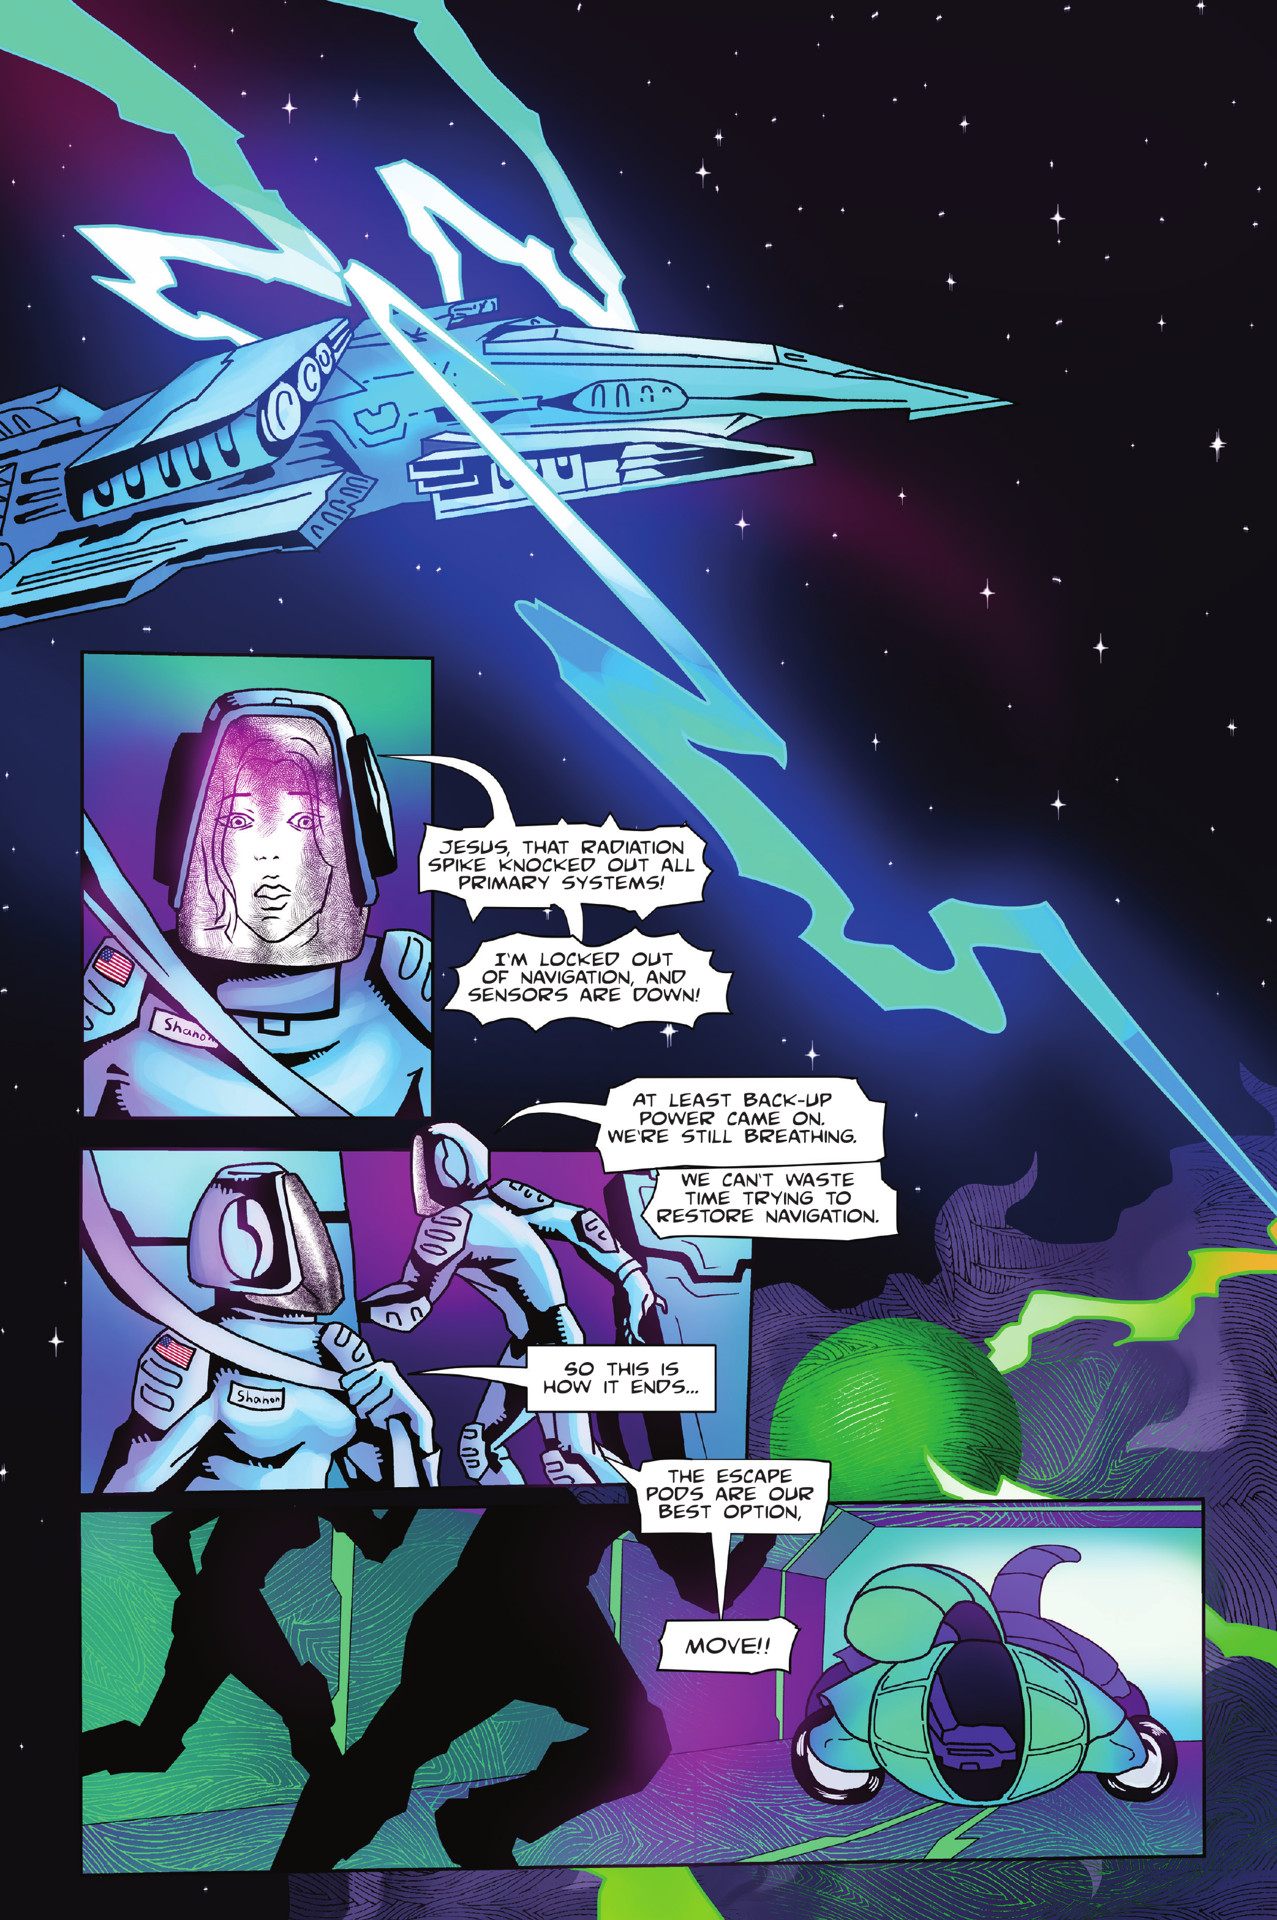 JESUS, THAT RADIATION
SPIKE KNOCKED OUT ALL
PRIMARY SYSTEMS!
I'M LOCKED OUT
OF NAVIGATION, AND
SENSORS ARE DOWN!
Shanon
AT LEAST BACK-UP
POWER CAME ON.
WE'RE STILL BREATHING.
WE CAN'T WASTE
TIME TRYING TO
RESTORE NAVIGATION.
Shanon
SO THIS IS
HOW IT ENDS...
THE ESCAPE
PODS ARE OUR
BEST OPTION,
MOVE!!